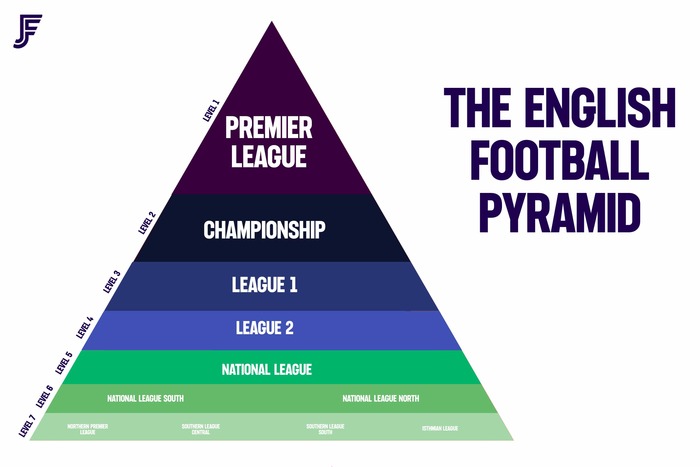 THE ENGLISH
FOOTBALL
PYRAMID
LEVEL 1
PREMIER
LEAGUE
LEVEL 2
CHAMPIONSHIP
LEVEL 3
LEAGUE 1
LEVEL 4
LEAGUE 2
LEVEL 5
NATIONAL LEAGUE
LEVEL 6
NATIONAL LEAGUE SOUTH
NATIONAL LEAGUE NORTH
LEVEL 7
NORTHERN PREMIER
LEAGUE
SOUTHERN LEAGUE
CENTRAL
SOUTHERN LEAGUE
SOUTH
ISTHMIAN LEAGUE